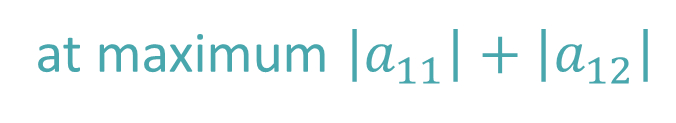 at maximum |a₁₁| + |a₁₂|